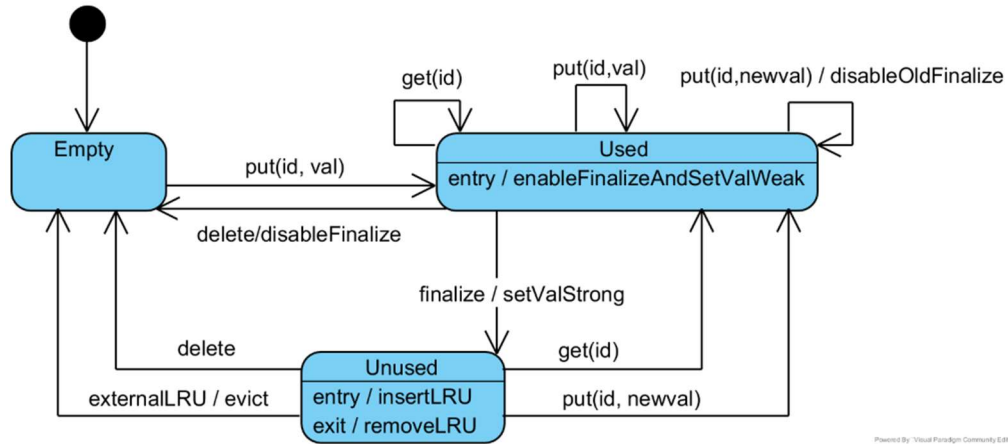 get(id)
put(id,val)
put(id,newval) / disableOldFinalize
Empty
Used
put(id, val)
entry / enableFinalizeAndSetValWeak
delete/disableFinalize
finalize / setValStrong
delete
Unused
get(id)
externalLRU / evict
entry / insertLRU
put(id, newval)
exit / removeLRU